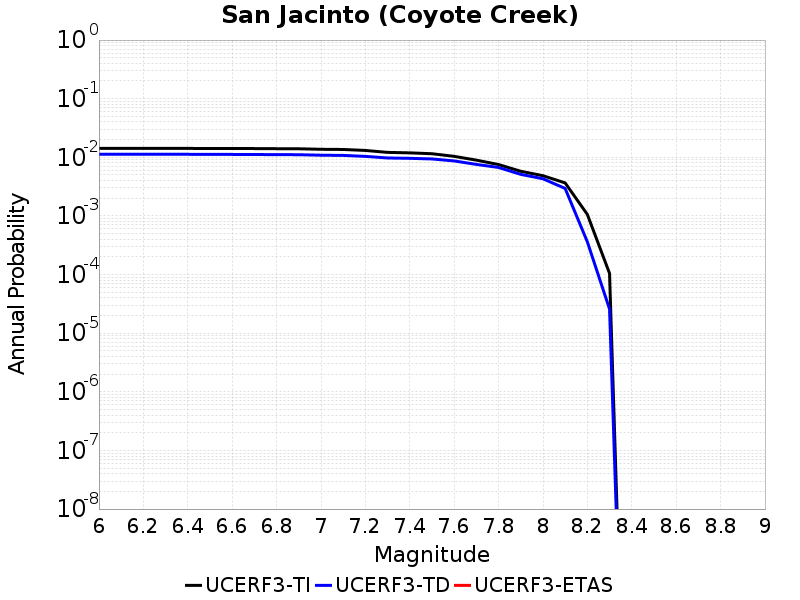 San Jacinto (Coyote Creek)
10^0
10^-1
10^-2
10^-3
10^-4
10^-5
10^-6
10^-7
10^-8
Annual Probability
6 6.2 6.4 6.6 6.8 7 7.2 7.4 7.6 7.8 8 8.2 8.4 8.6 8.8 9
Magnitude
UCERF3-TI UCERF3-TD UCERF3-ETAS